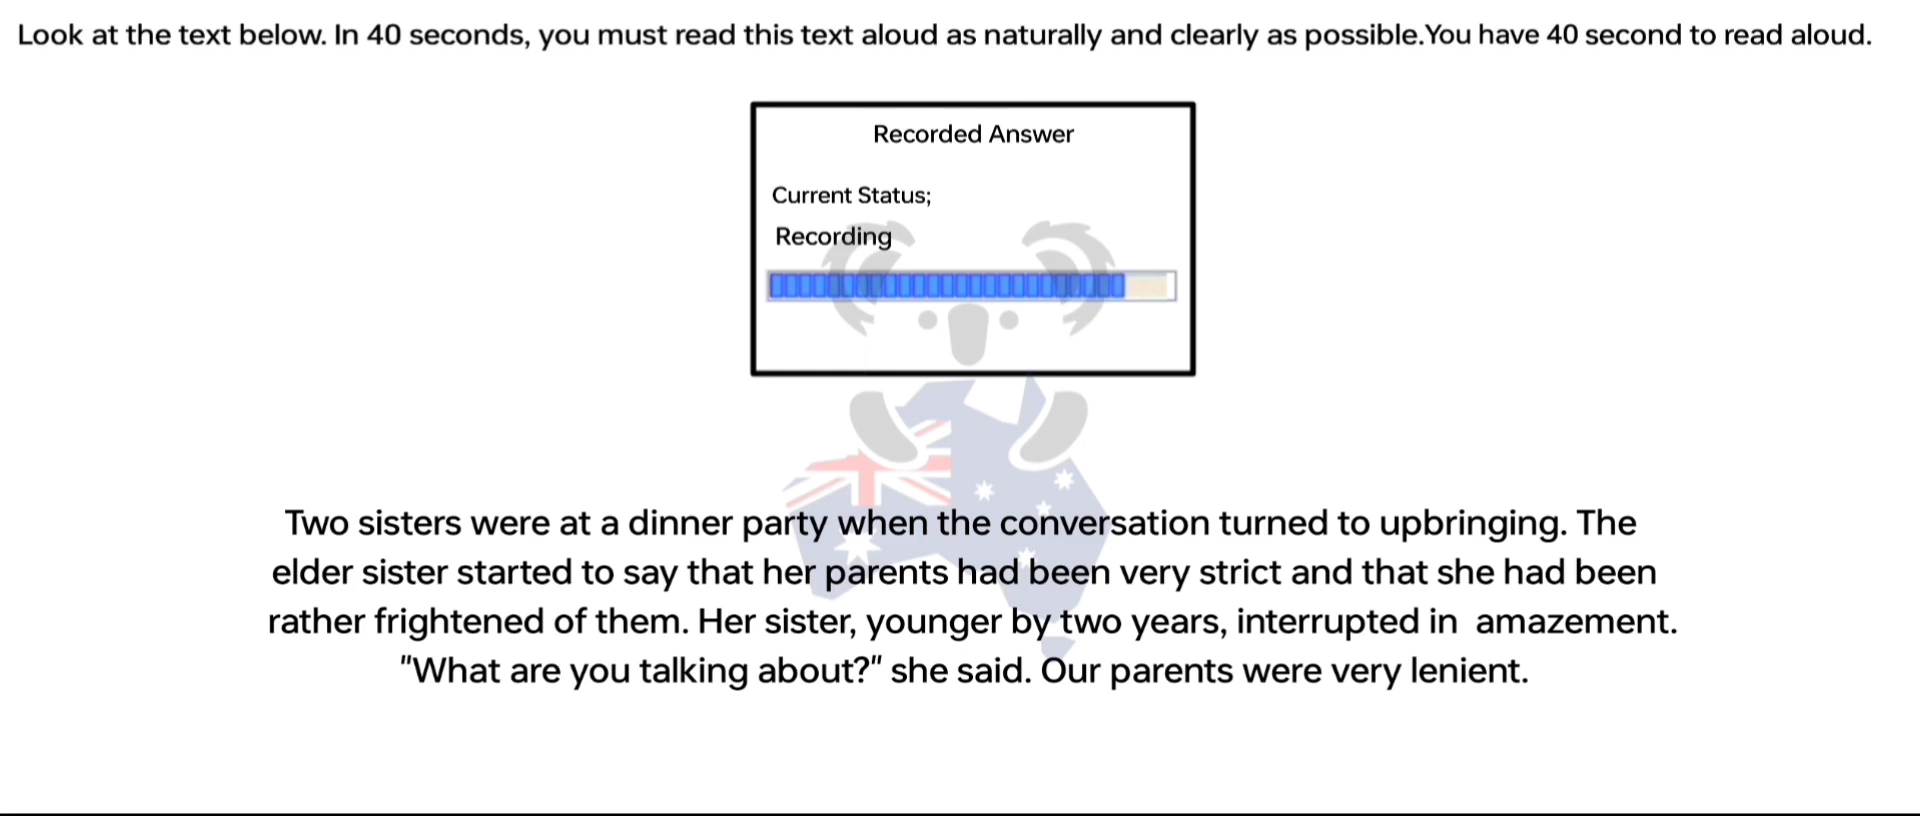 Look at the text below. In 40 seconds, you must read this text aloud as naturally and clearly as possible.You have 40 second to read aloud.
Recorded Answer
Current Status;
Recording
Two sisters were at a dinner party when the conversation turned to upbringing. The
elder sister started to say that her parents had been very strict and that she had been
rather frightened of them. Her sister, younger by two years, interrupted in  amazement.
"What are you talking about?" she said. Our parents were very lenient.